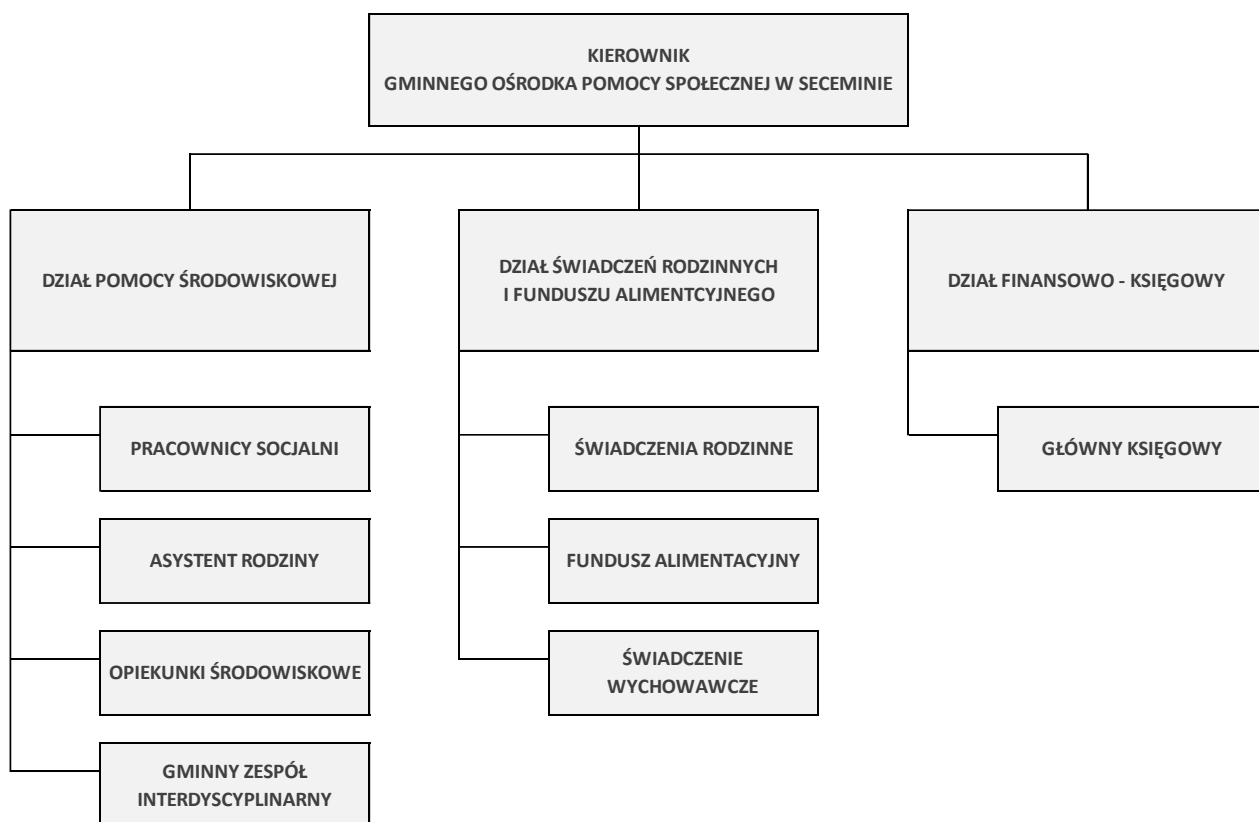 KIEROWNIK
GMINNEGO OŚRODKA POMOCY SPOŁECZNEJ W SECEMINIE
DZIAŁ POMOCY ŚRODOWISKOWEJ
DZIAŁ ŚWIADCZEŃ RODZINNYCH
I FUNDUSZU ALIMENTCYJNEGO
DZIAŁ FINANSOWO - KSIĘGOWY
PRACOWNICY SOCJALNI
ŚWIADCZENIA RODZINNE
GŁÓWNY KSIĘGOWY
ASYSTENT RODZINY
FUNDUSZ ALIMENTACYJNY
OPIEKUNKI ŚRODOWISKOWE
ŚWIADCZENIE
WYCHOWAWCZE
GMINNY ZESPÓŁ
INTERDYSCYPLINARNY